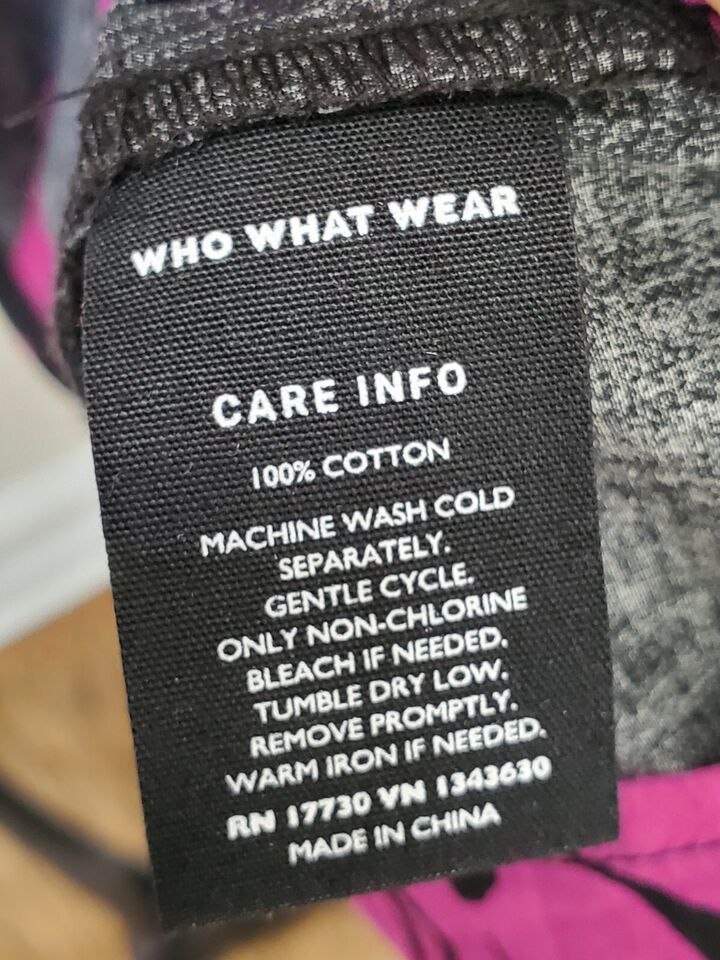 WHO WHAT WEAR
CARE INFO
100% COTTON
MACHINE WASH COLD
SEPARATELY.
GENTLE CYCLE.
ONLY NON-CHLORINE
BLEACH IF NEEDED.
TUMBLE DRY LOW.
REMOVE PROMPTLY.
WARM IRON IF NEEDED.
RN 17730 VN 1343630
MADE IN CHINA